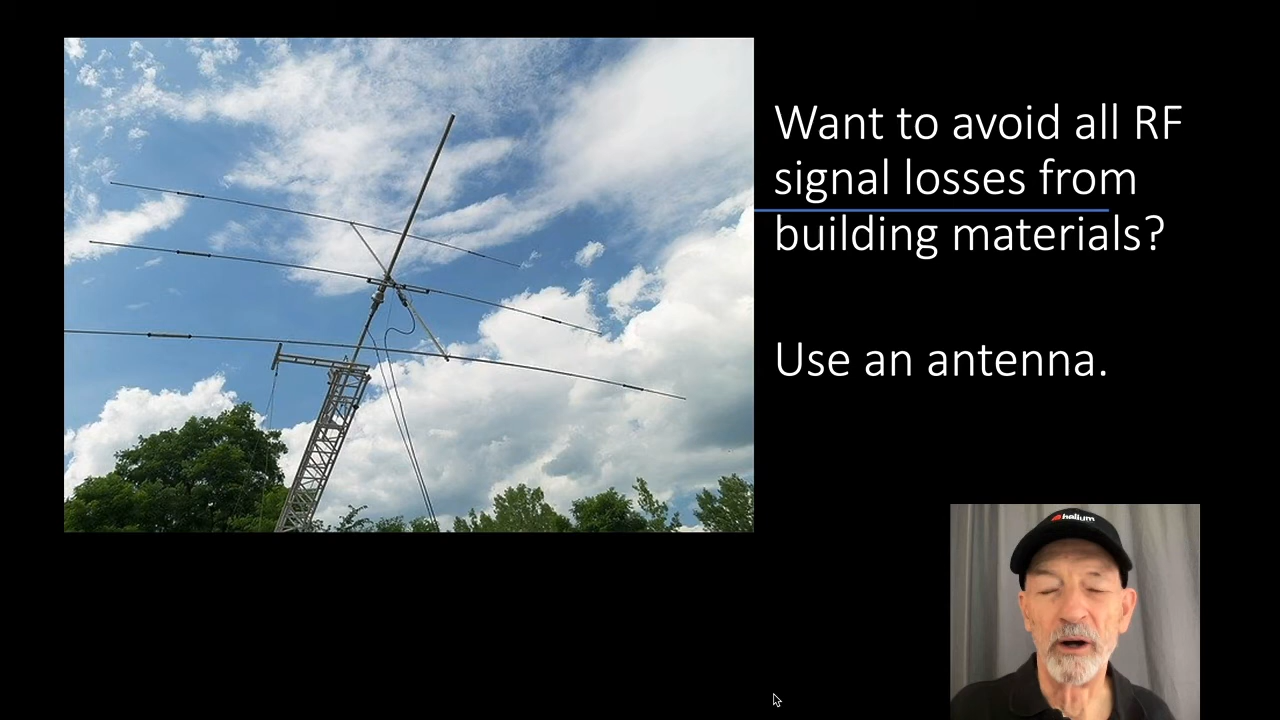 Want to avoid all RF
signal losses from
building materials?
Use an antenna.
helium